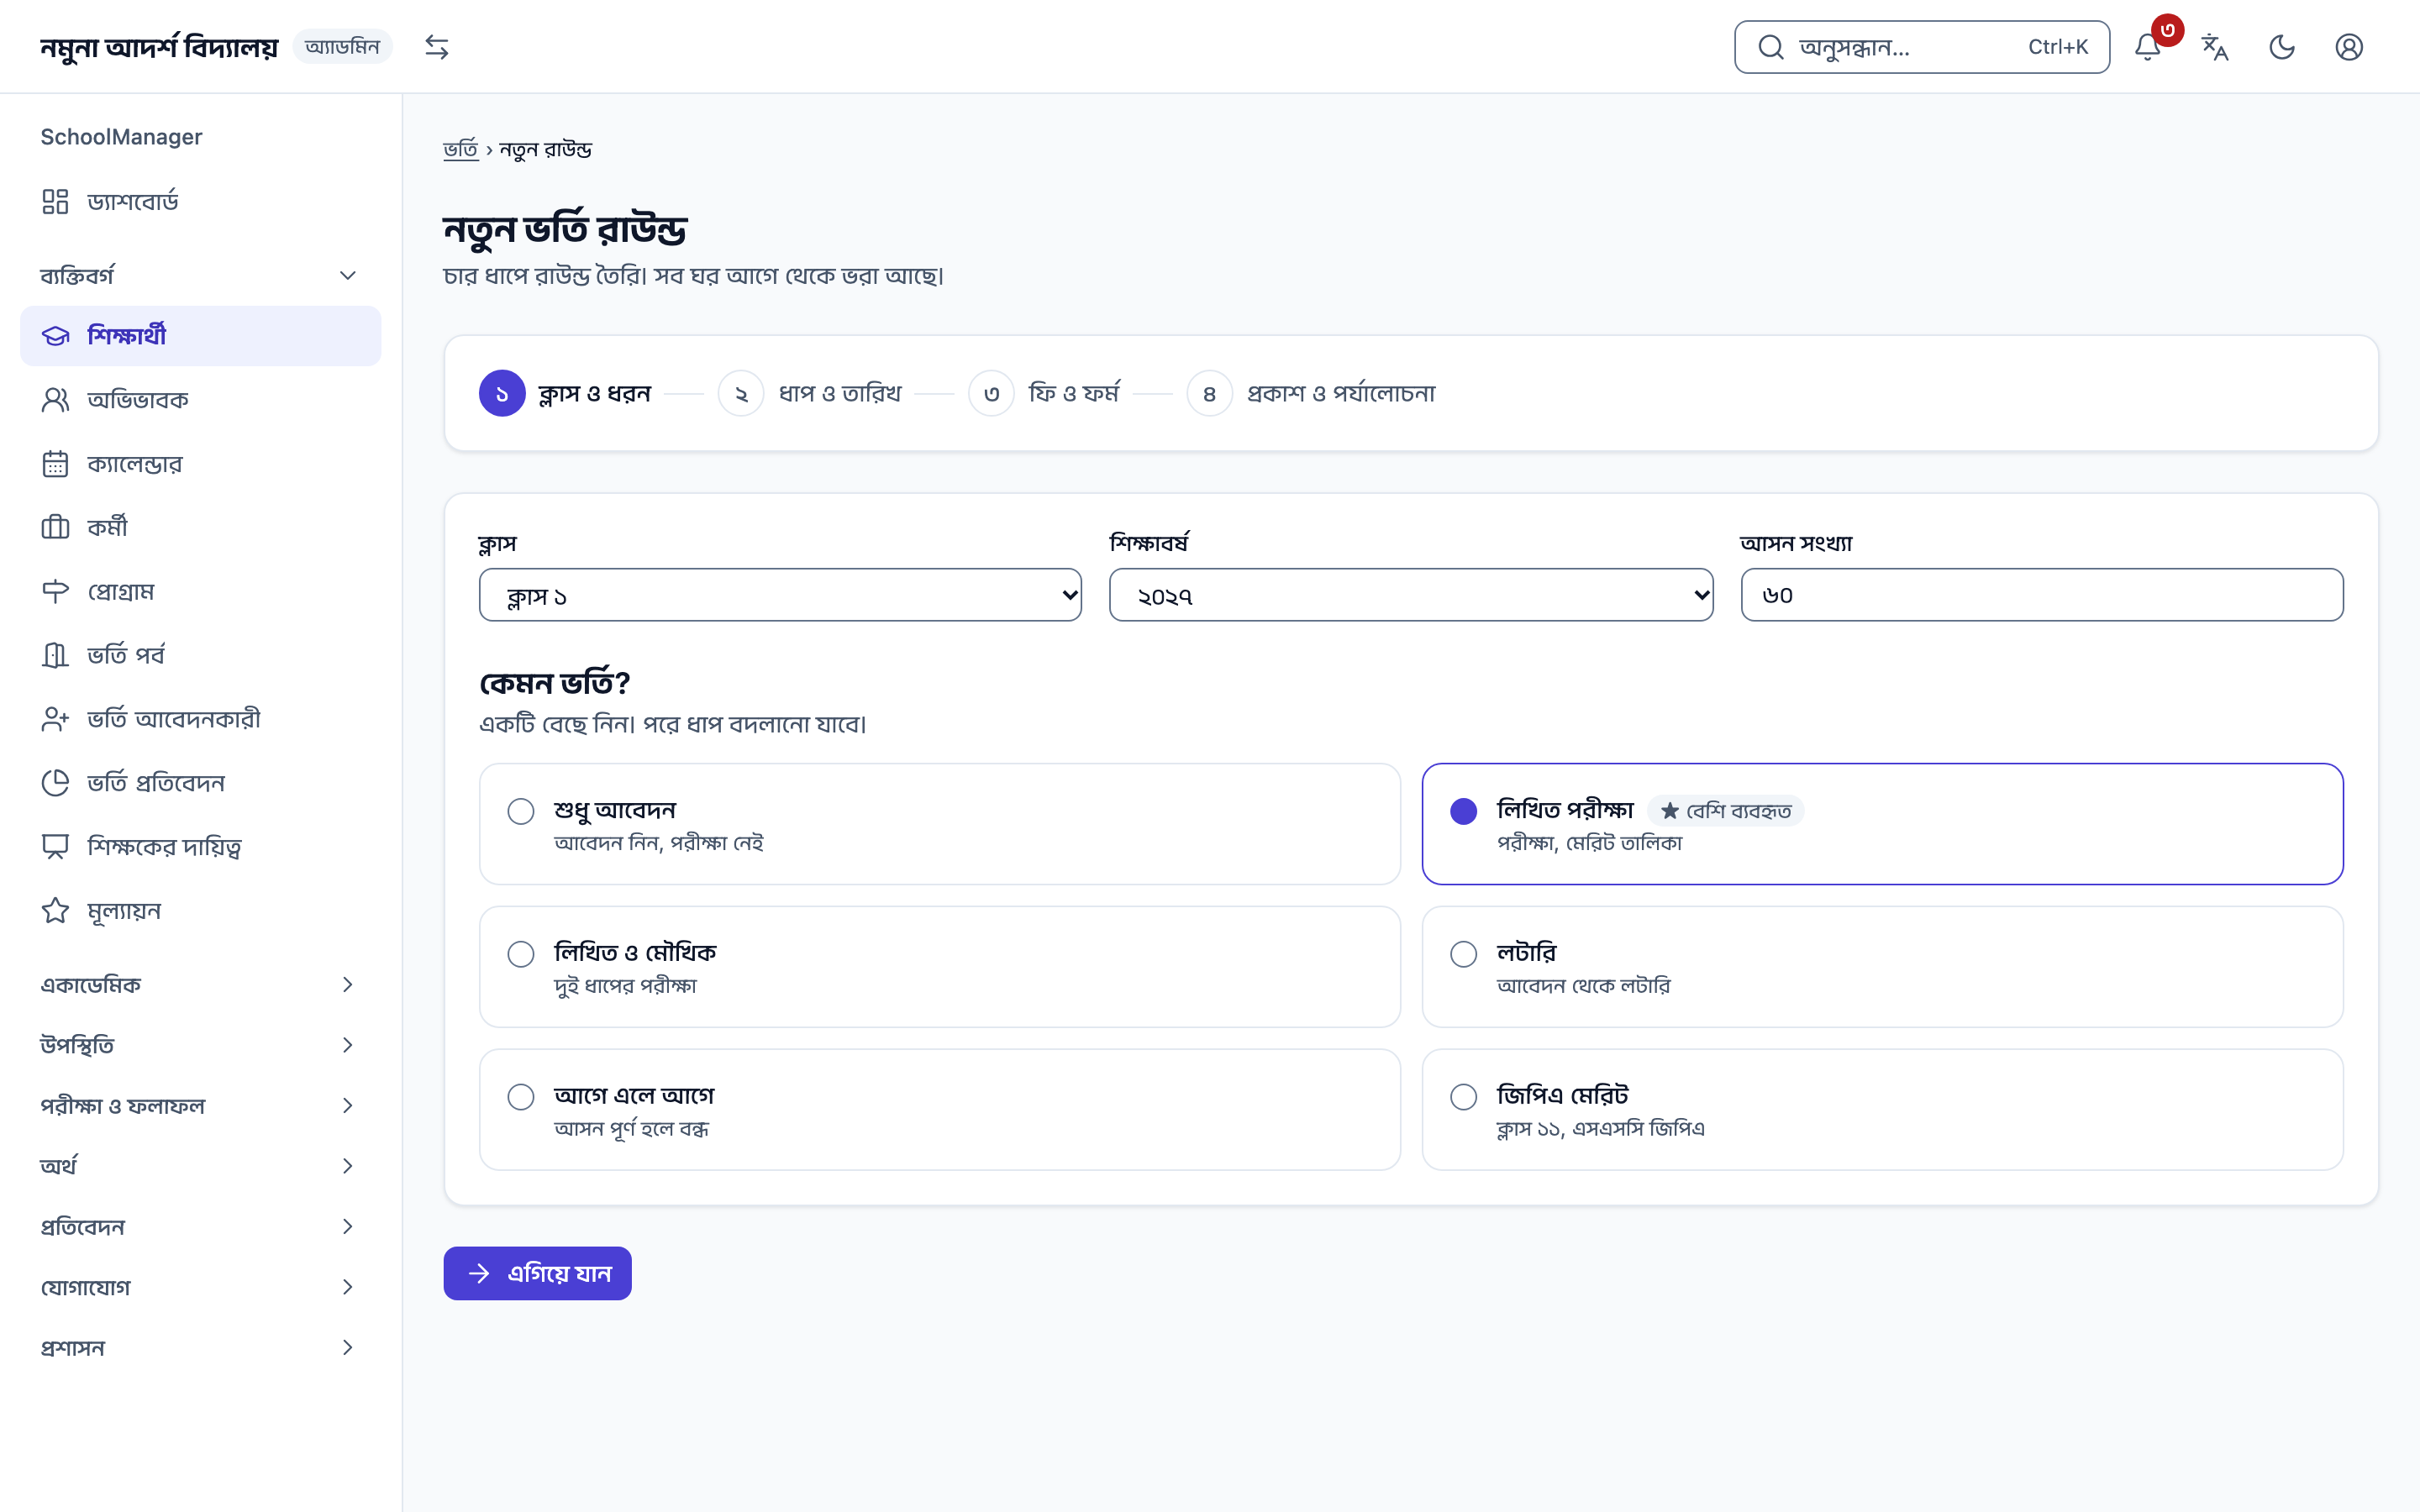 নমুনা আদর্শ বিদ্যালয়
অ্যাডমিন
অনুসন্ধান...
Ctrl+K
৩
SchoolManager
ড্যাশবোর্ড
ব্যক্তিবর্গ
শিক্ষার্থী
অভিভাবক
ক্যালেন্ডার
কর্মী
প্রোগ্রাম
ভর্তি পর্ব
ভর্তি আবেদনকারী
ভর্তি প্রতিবেদন
শিক্ষকের দায়িত্ব
মূল্যায়ন
একাডেমিক
উপস্থিতি
পরীক্ষা ও ফলাফল
অর্থ
প্রতিবেদন
যোগাযোগ
প্রশাসন
ভর্তি › নতুন রাউন্ড
নতুন ভর্তি রাউন্ড
চার ধাপে রাউন্ড তৈরি। সব ঘর আগে থেকে ভরা আছে।
১ ক্লাস ও ধরন
২ ধাপ ও তারিখ
৩ ফি ও ফর্ম
৪ প্রকাশ ও পর্যালোচনা
ক্লাস
ক্লাস ১
শিক্ষাবর্ষ
২০২৭
আসন সংখ্যা
৬০
কেমন ভর্তি?
একটি বেছে নিন। পরে ধাপ বদলানো যাবে।
শুধু আবেদন
আবেদন নিন, পরীক্ষা নেই
লিখিত পরীক্ষা ★ বেশি ব্যবহৃত
পরীক্ষা, মেরিট তালিকা
লিখিত ও মৌখিক
দুই ধাপের পরীক্ষা
লটারি
আবেদন থেকে লটারি
আগে এলে আগে
আসন পূর্ণ হলে বন্ধ
জিপিএ মেরিট
ক্লাস ১১, এসএসসি জিপিএ
এগিয়ে যান